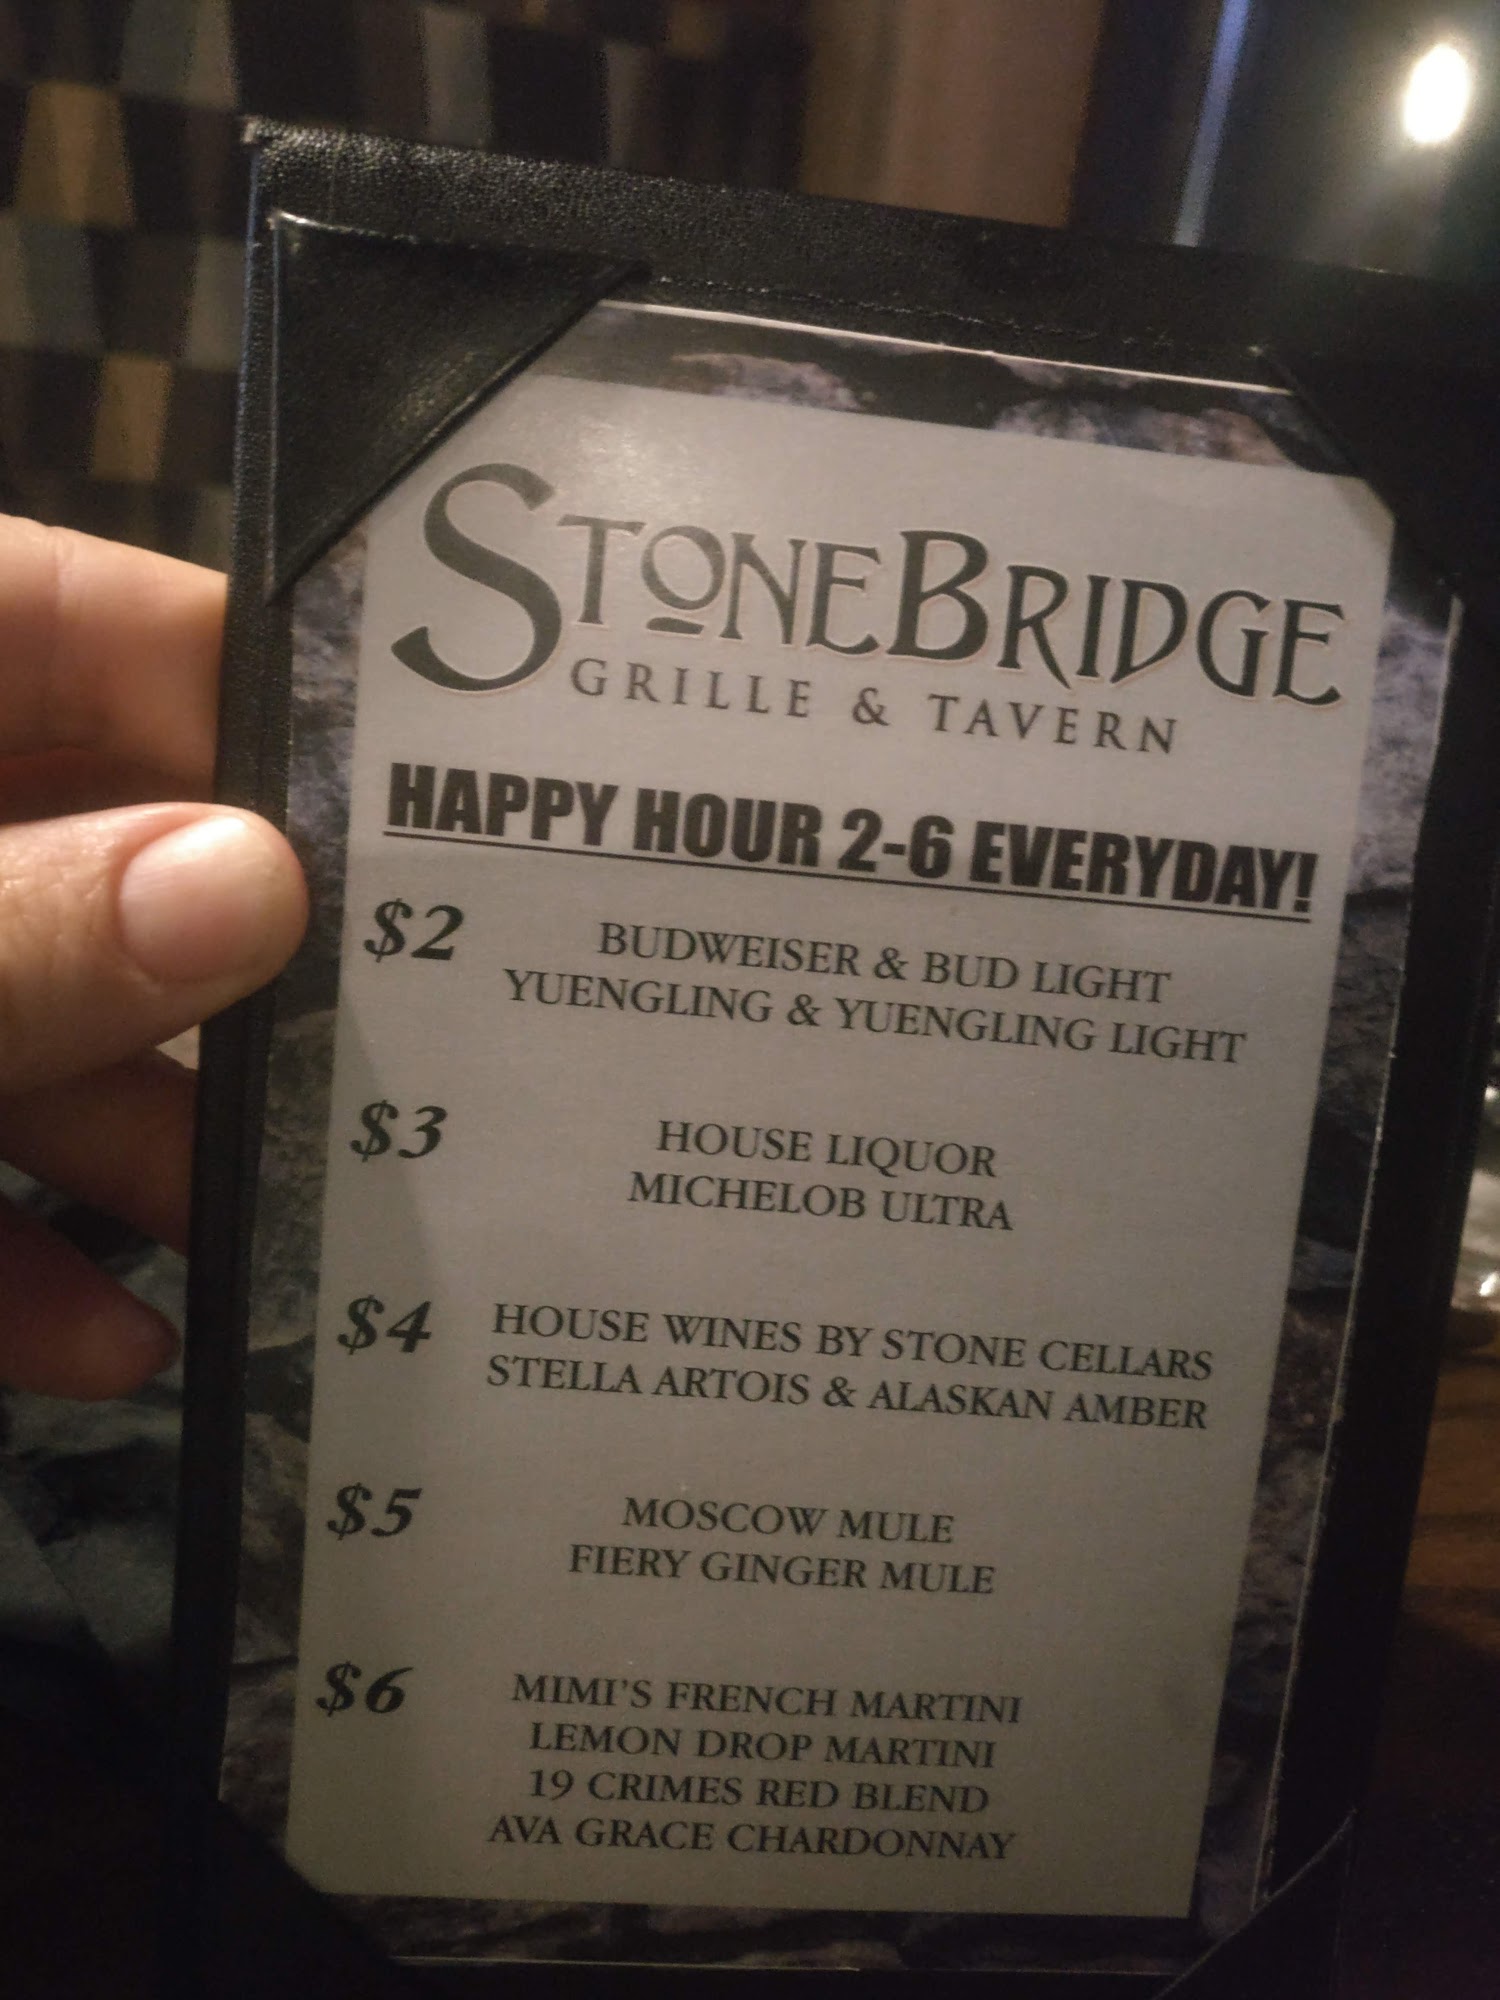 STONEBRIDGE
GRILLE & TAVERN
HAPPY HOUR 2-6 EVERYDAY!
$2 BUDWEISER & BUD LIGHT
YUENGLING & YUENGLING LIGHT
$3 HOUSE LIQUOR
MICHELOB ULTRA
$4 HOUSE WINES BY STONE CELLARS
STELLA ARTOIS & ALASKAN AMBER
$5 MOSCOW MULE
FIERY GINGER MULE
$6 MIMI'S FRENCH MARTINI
LEMON DROP MARTINI
19 CRIMES RED BLEND
AVA GRACE CHARDONNAY